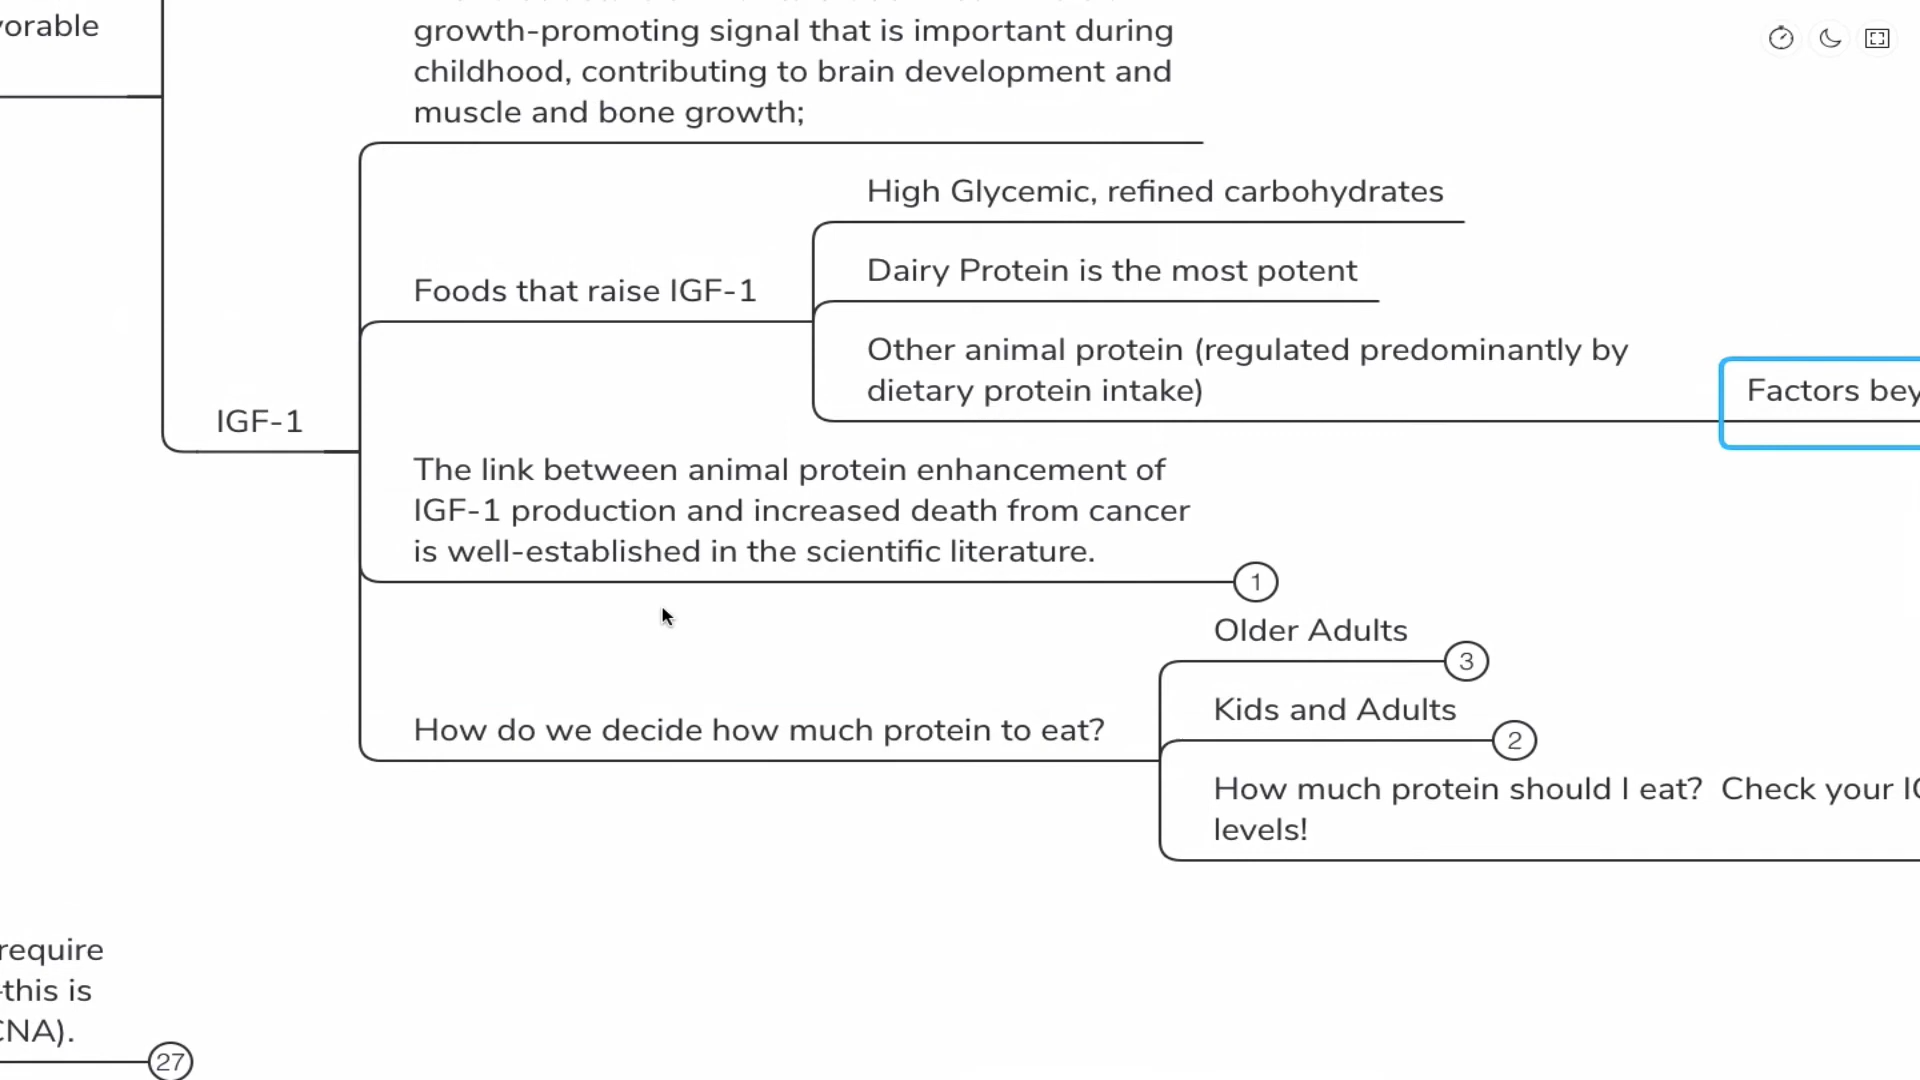 vorable
growth-promoting signal that is important during
childhood, contributing to brain development and
muscle and bone growth;
High Glycemic, refined carbohydrates
Dairy Protein is the most potent
Foods that raise IGF-1
Other animal protein (regulated predominantly by
dietary protein intake)
Factors bey
IGF-1
The link between animal protein enhancement of
IGF-1 production and increased death from cancer
is well-established in the scientific literature.
1
Older Adults
3
Kids and Adults
2
How do we decide how much protein to eat?
How much protein should I eat?  Check your IG
levels!
require
-this is
CNA).
27